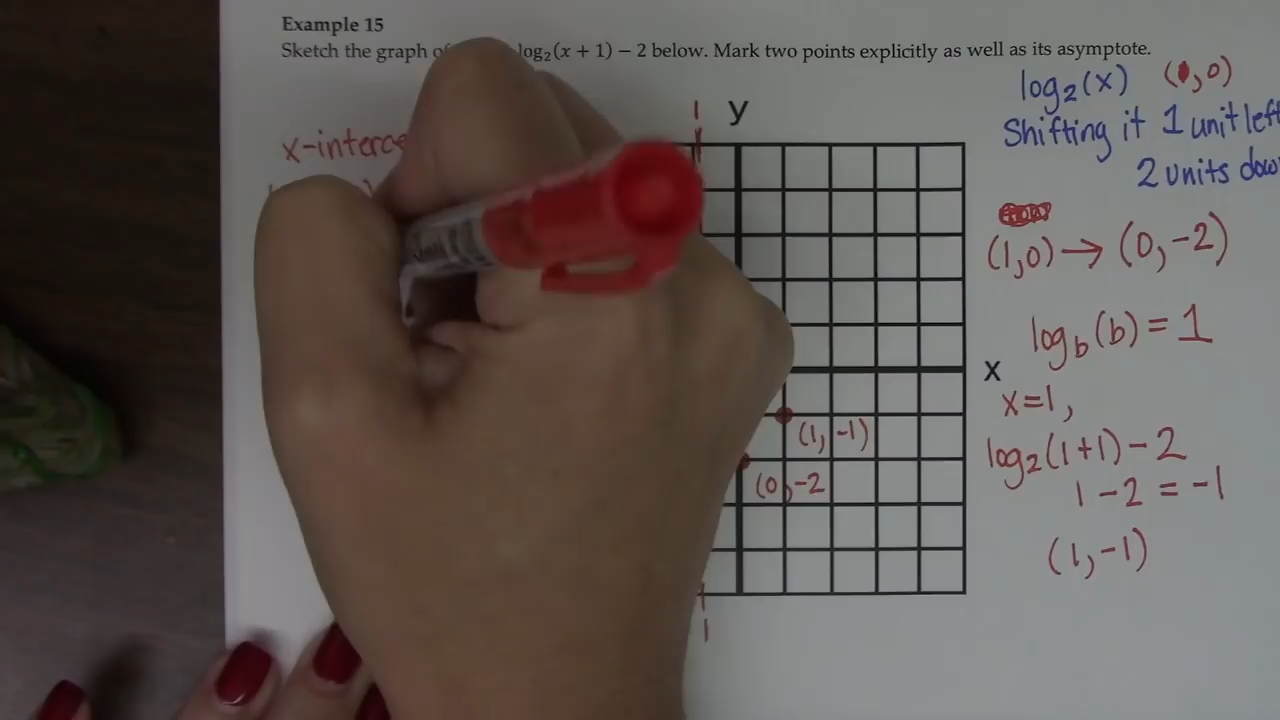 Example 15
Sketch the graph of log₂(x + 1) − 2 below. Mark two points explicitly as well as its asymptote.
log₂(x) (1,0)
Shifting it 1 unit left
2 units down
x-interce
y
(1,0) → (0,-2)
log_b(b) = 1
x
x=1,
(1,-1)
log₂(1+1)-2
(0,-2
1-2 = -1
(1,-1)